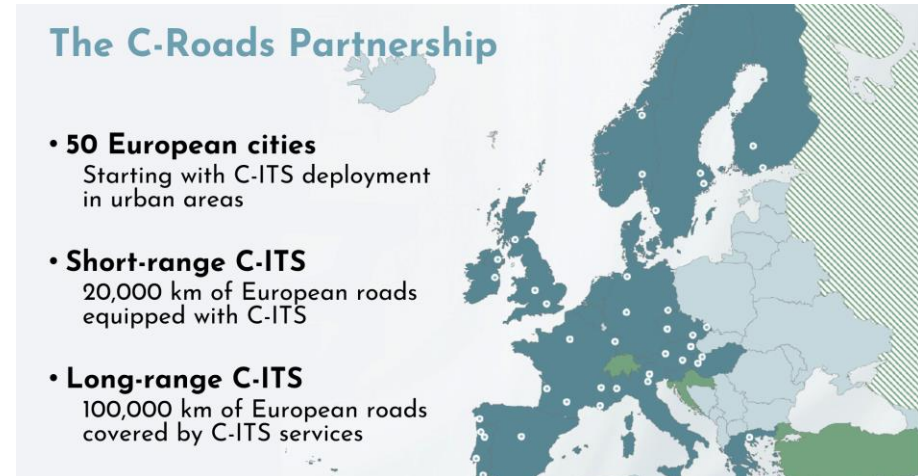 The C-Roads Partnership
• 50 European cities
Starting with C-ITS deployment
in urban areas
• Short-range C-ITS
20,000 km of European roads
equipped with C-ITS
• Long-range C-ITS
100,000 km of European roads
covered by C-ITS services